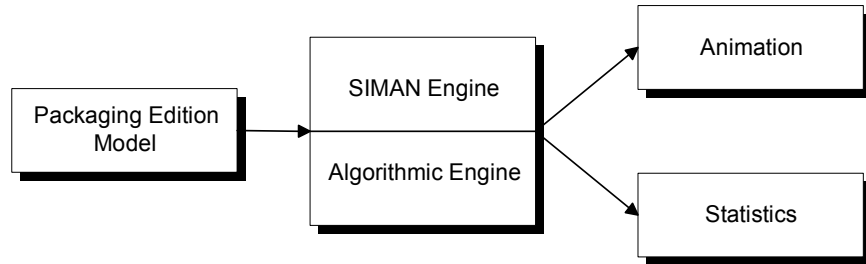 Packaging Edition
Model
SIMAN Engine
Algorithmic Engine
Animation
Statistics